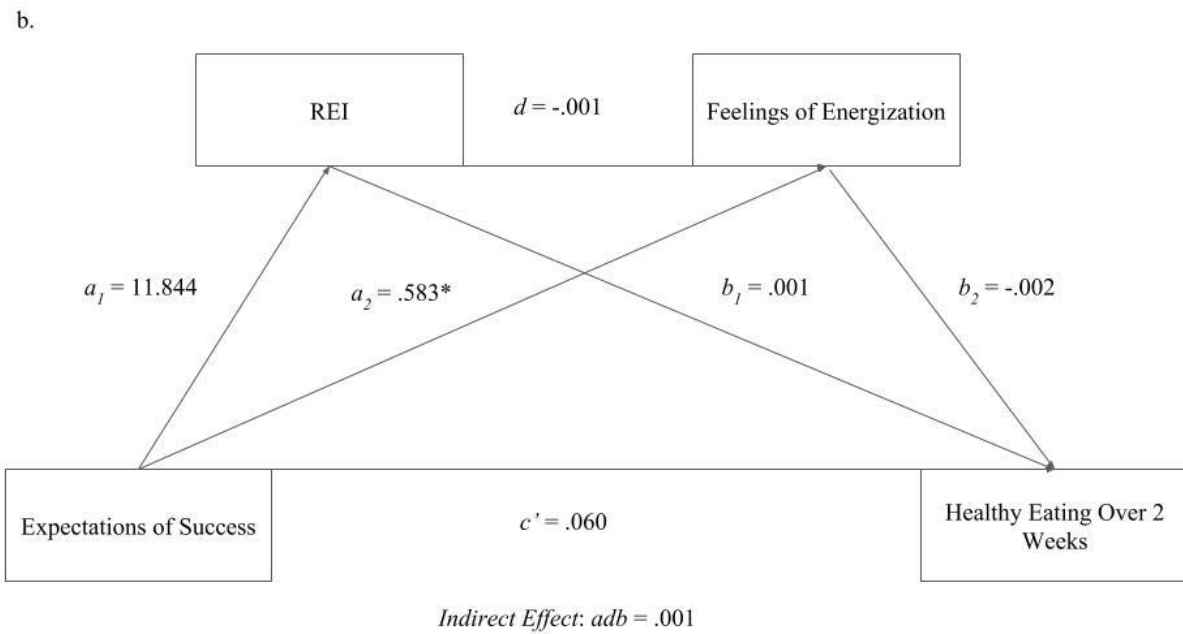 b.
REI
d = -.001
Feelings of Energization
a₁ = 11.844
a₂ = .583*
b₁ = .001
b₂ = -.002
Expectations of Success
c’ = .060
Healthy Eating Over 2
Weeks
Indirect Effect: adb = .001